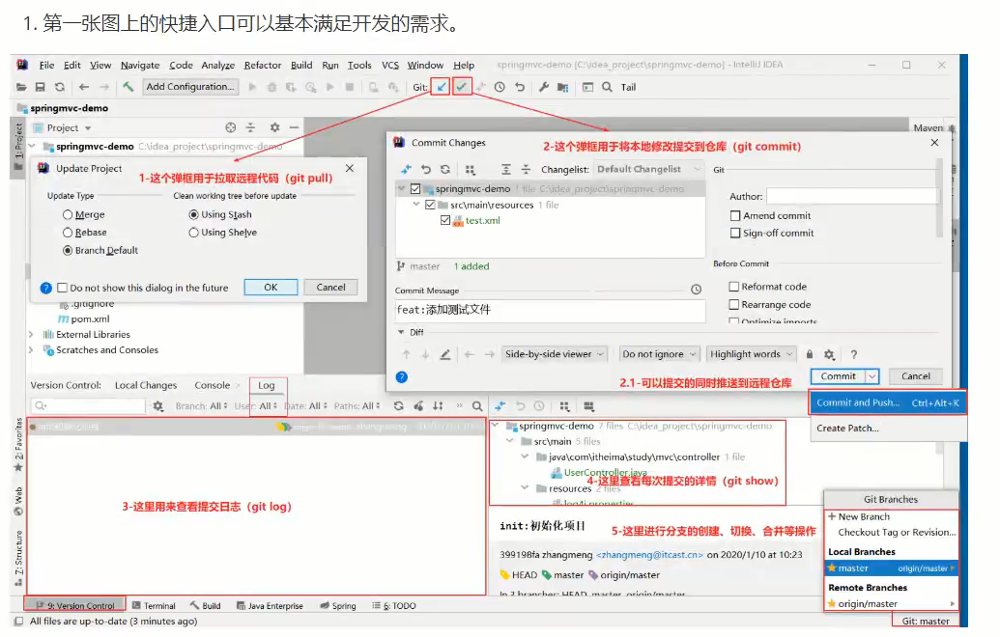 1. 第一张图上的快捷入口可以基本满足开发的需求。
File Edit View Navigate Code Analyze Refactor Build Run Tools VCS Window Help springmvc-demo [C:\idea_project\springmvc-demo] - IntelliJ IDEA
Add Configuration... Git: Tail
springmvc-demo
1: Project
Project
Maven
springmvc-demo C:\idea_project\springmvc-demo
Update Project
1-这个弹框用于拉取远程代码（git pull）
Update Type Clean working tree before update
Merge Using Stash
Rebase Using Shelve
Branch Default
Do not show this dialog in the future OK Cancel
.gitignore
pom.xml
External Libraries
Scratches and Consoles
Commit Changes
2-这个弹框用于将本地修改提交到仓库（git commit）
Changelist: Default Changelist Git
springmvc-demo 1 file C:\idea_project\springmvc-demo
Author:
src\main\resources 1 file
Amend commit
test.xml
Sign-off commit
master 1 added
Before Commit
Commit Message
Reformat code
feat:添加测试文件
Rearrange code
Optimize imports
Diff
Side-by-side viewer Do not ignore Highlight words ?
2.1-可以提交的同时推送到远程仓库
Commit Cancel
Commit and Push... Ctrl+Alt+K
Create Patch...
Version Control: Local Changes Console Log
Branch: All User: All Date: All Paths: All
springmvc-demo 7 files C:\idea_project\springmvc-demo
src\main 5 files
java\com\itheima\study\mvc\controller 1 file
UserController.java
4-这里查看每次提交的详情（git show）
resources 2 files
log4j.properties
3-这里用来查看提交日志（git log）
init:初始化项目
5-这里进行分支的创建、切换、合并等操作
399198fa zhangmeng <zhangmeng@itcast.cn> on 2020/1/10 at 10:23
HEAD master origin/master
In 3 branches: HEAD, master, origin/master
Git Branches
+ New Branch
Checkout Tag or Revision...
Local Branches
master origin/master
Remote Branches
origin/master
2: Favorites
Web
Z: Structure
9: Version Control Terminal Build Java Enterprise Spring 6: TODO
All files are up-to-date (3 minutes ago) Git: master